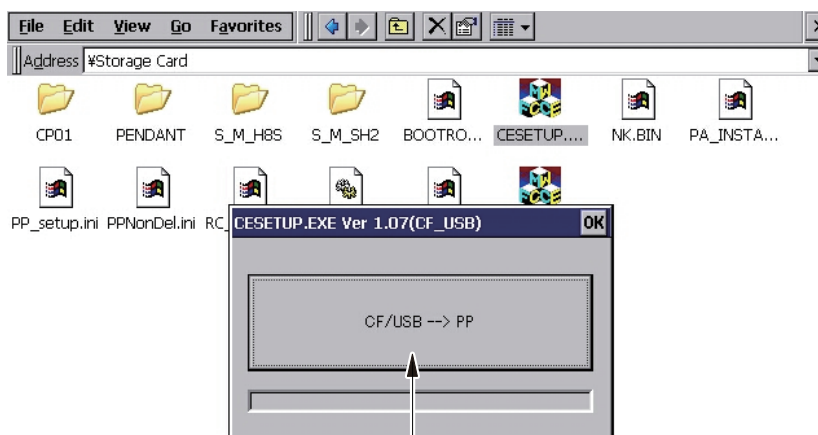 File Edit View Go Favorites
Address ¥Storage Card
CP01 PENDANT S_M_H8S S_M_SH2 BOOTRO... CESETUP.... NK.BIN PA_INSTA...
PP_setup.ini PPNonDel.ini RC_
CESETUP.EXE Ver 1.07(CF_USB) OK
CF/USB --> PP